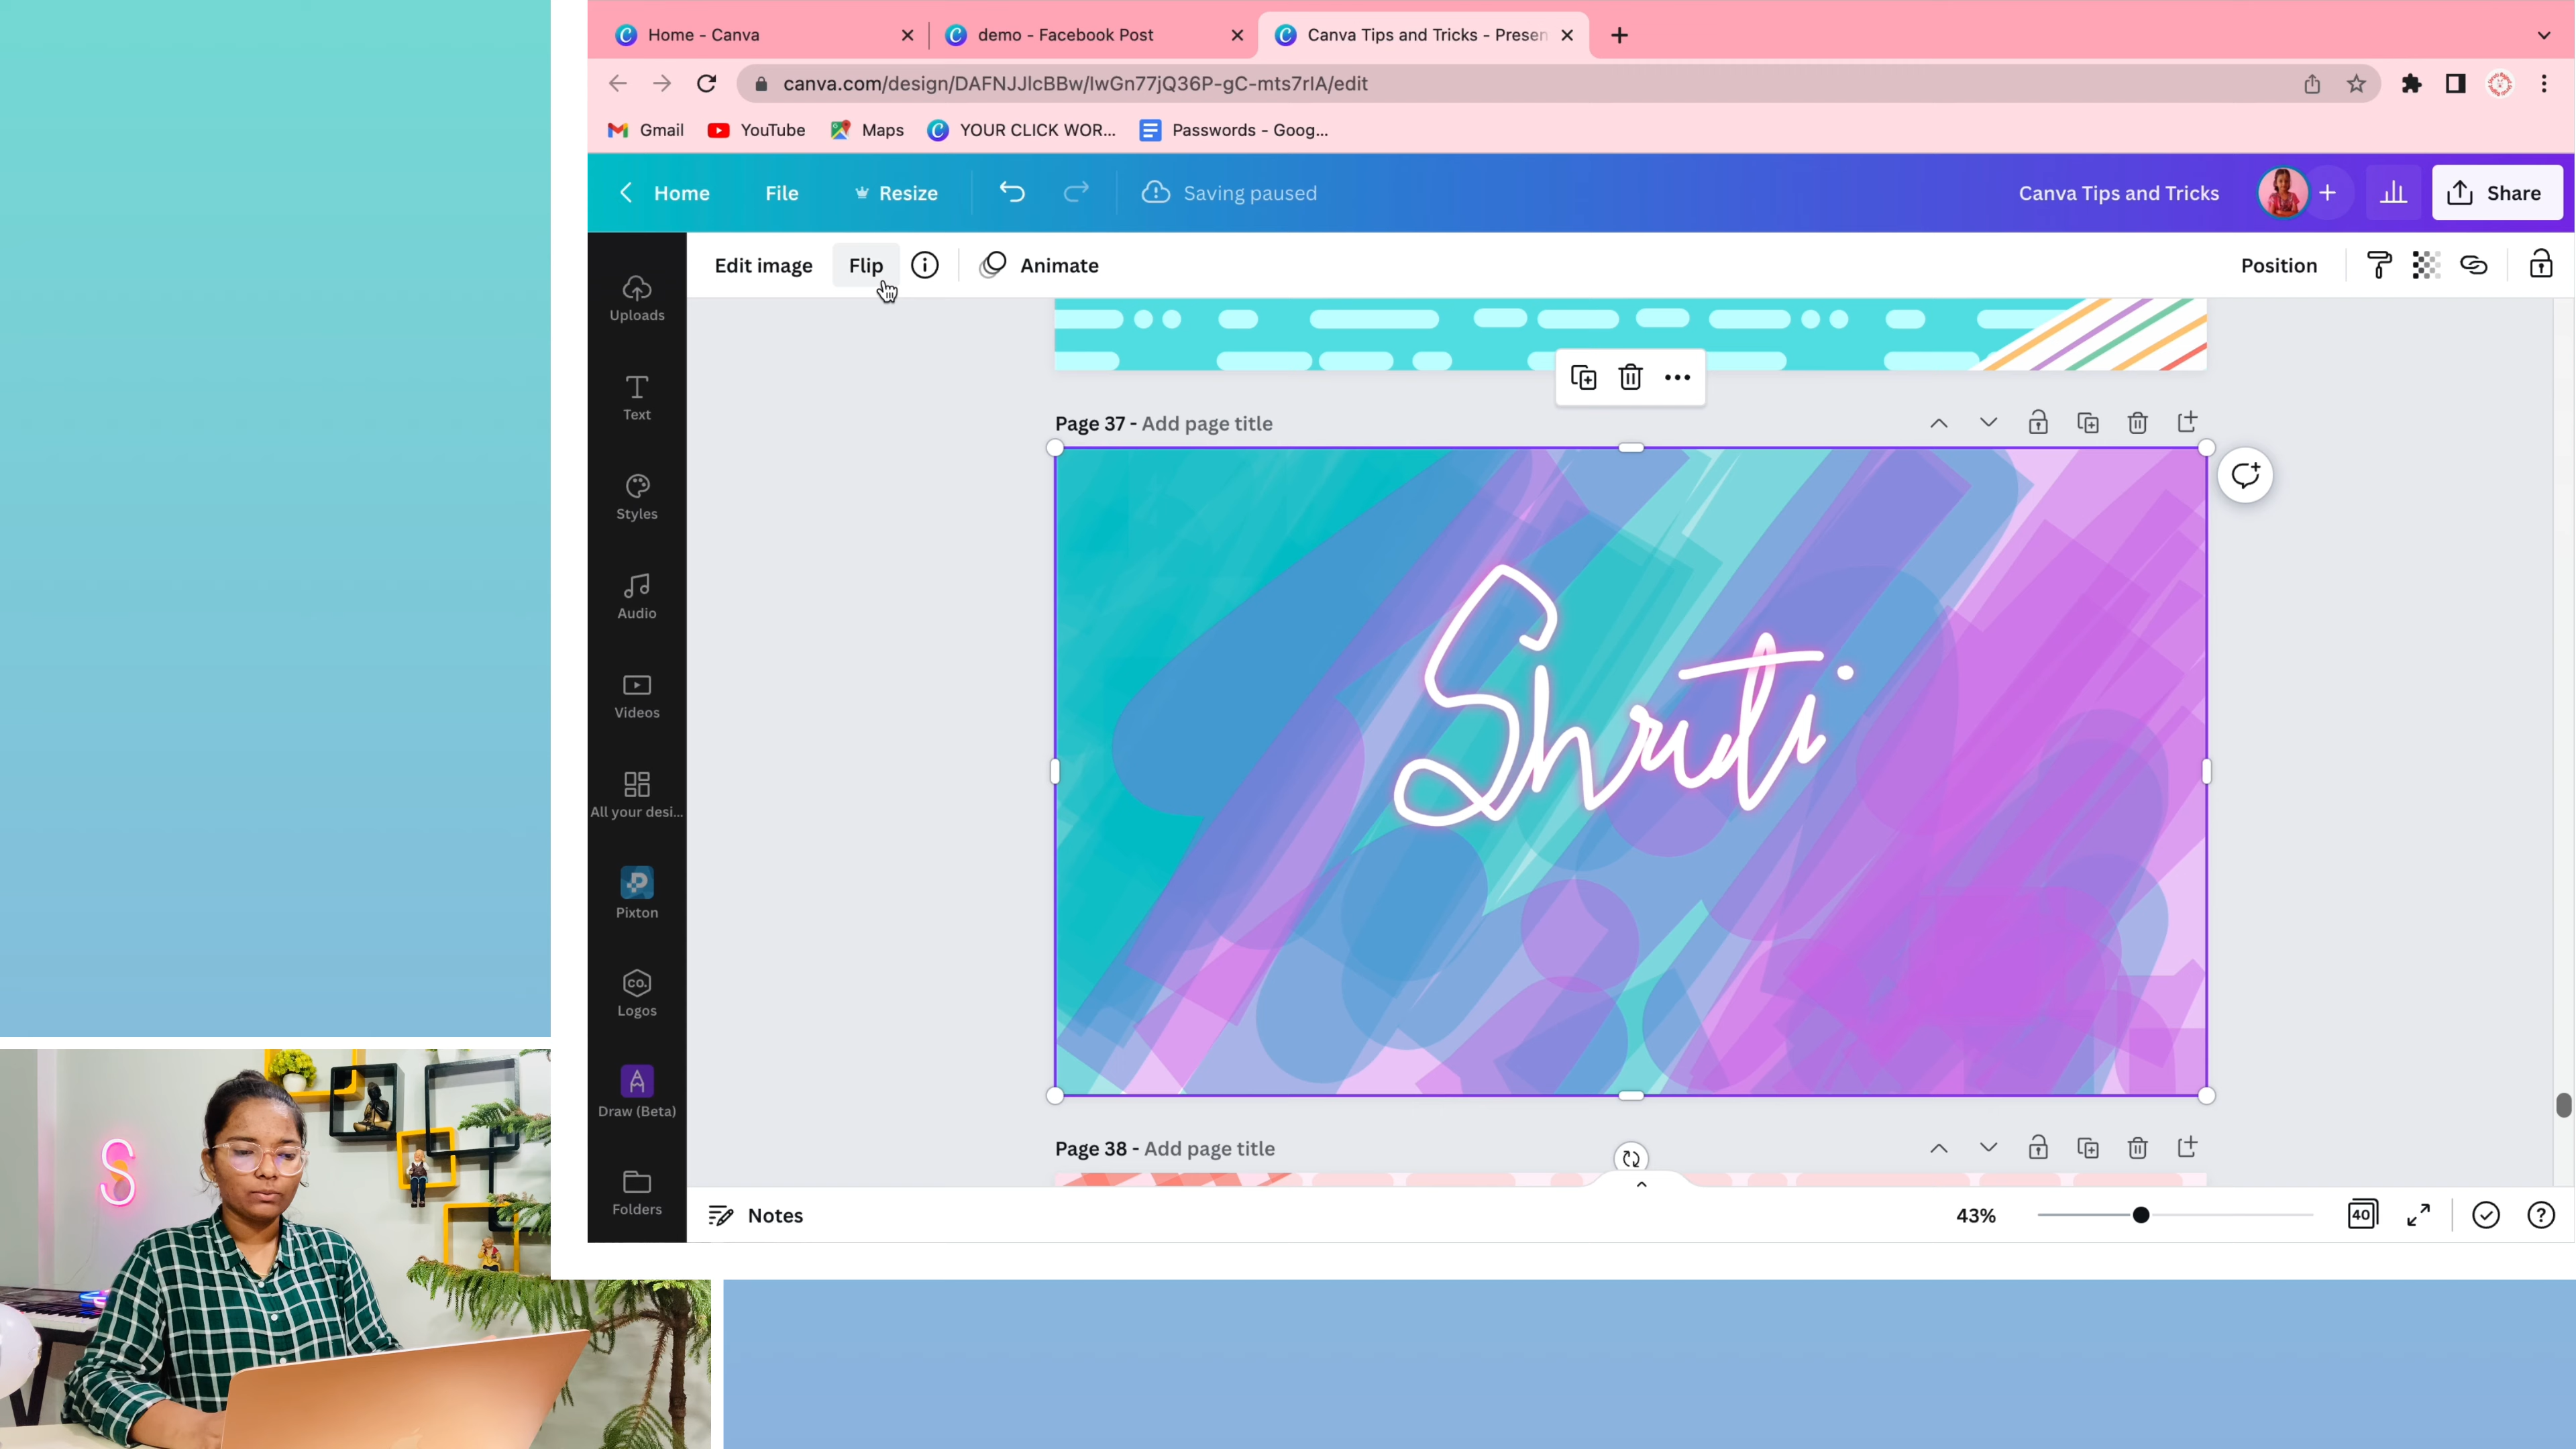 Home - Canva
demo - Facebook Post
Canva Tips and Tricks - Presen
canva.com/design/DAFNJJlcBBw/lwGn77jQ36P-gC-mts7rIA/edit
Gmail
YouTube
Maps
YOUR CLICK WOR...
Passwords - Goog...
Home
File
Resize
Saving paused
Canva Tips and Tricks
Share
Edit image
Flip
Animate
Position
Uploads
Text
Styles
Audio
Videos
All your desi...
Pixton
CO.
Logos
Draw (Beta)
Folders
Page 37 - Add page title
Shruti
Page 38 - Add page title
Notes
43%
40
S